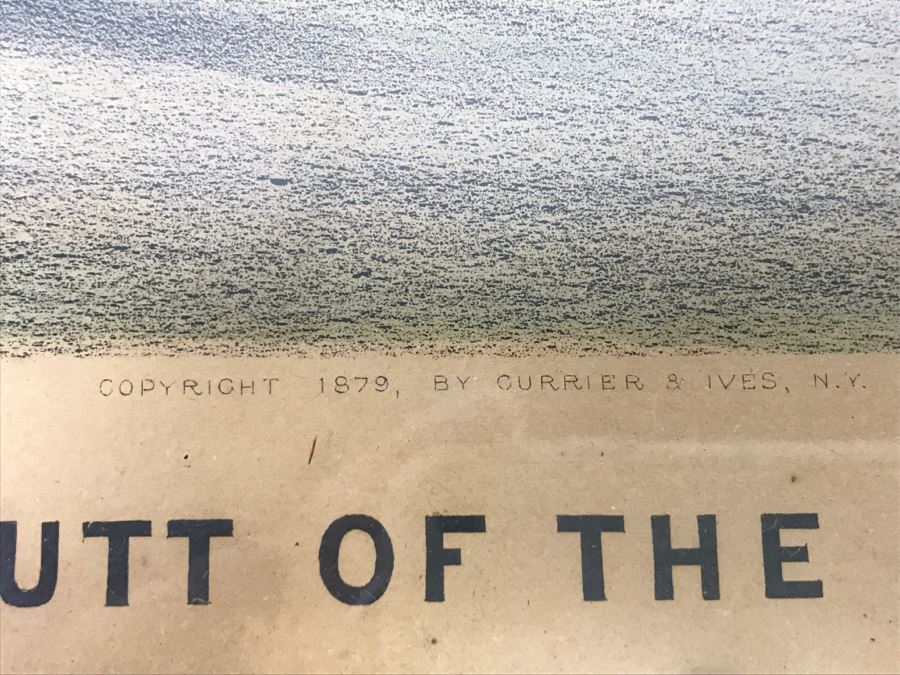 COPYRIGHT 1879, BY CURRIER & IVES, N.Y.
UTT OF THE